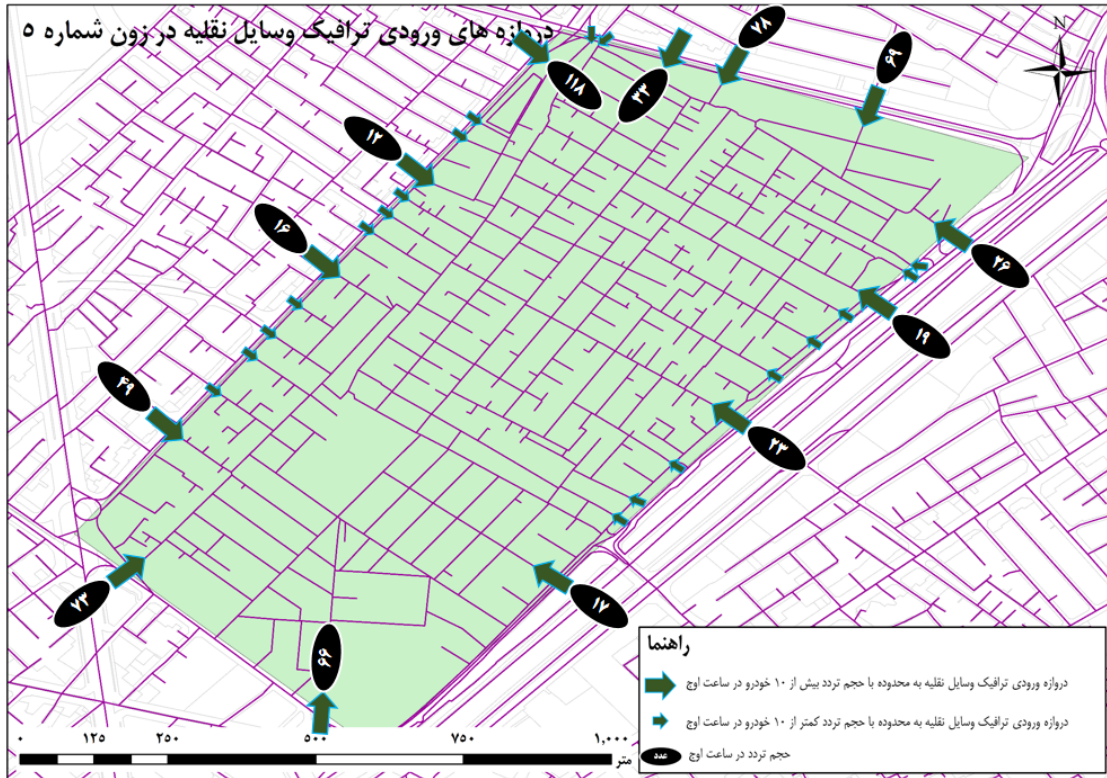 دروازه های ورودی ترافیک وسایل نقلیه در زون شماره ۵
N
۷۸
۶۹
۱۱۸
۳۳
۱۲
۱۶
۲۶
۱۹
۴۹
۲۳
۷۳
۱۷
۶۶
راهنما
دروازه ورودی ترافیک وسایل نقلیه به محدوده با حجم تردد بیش از ۱۰ خودرو در ساعت اوج
دروازه ورودی ترافیک وسایل نقلیه به محدوده با حجم تردد کمتر از ۱۰ خودرو در ساعت اوج
عدد حجم تردد در ساعت اوج
۰ ۱۲۵ ۲۵۰ ۵۰۰ ۷۵۰ ۱,۰۰۰
متر